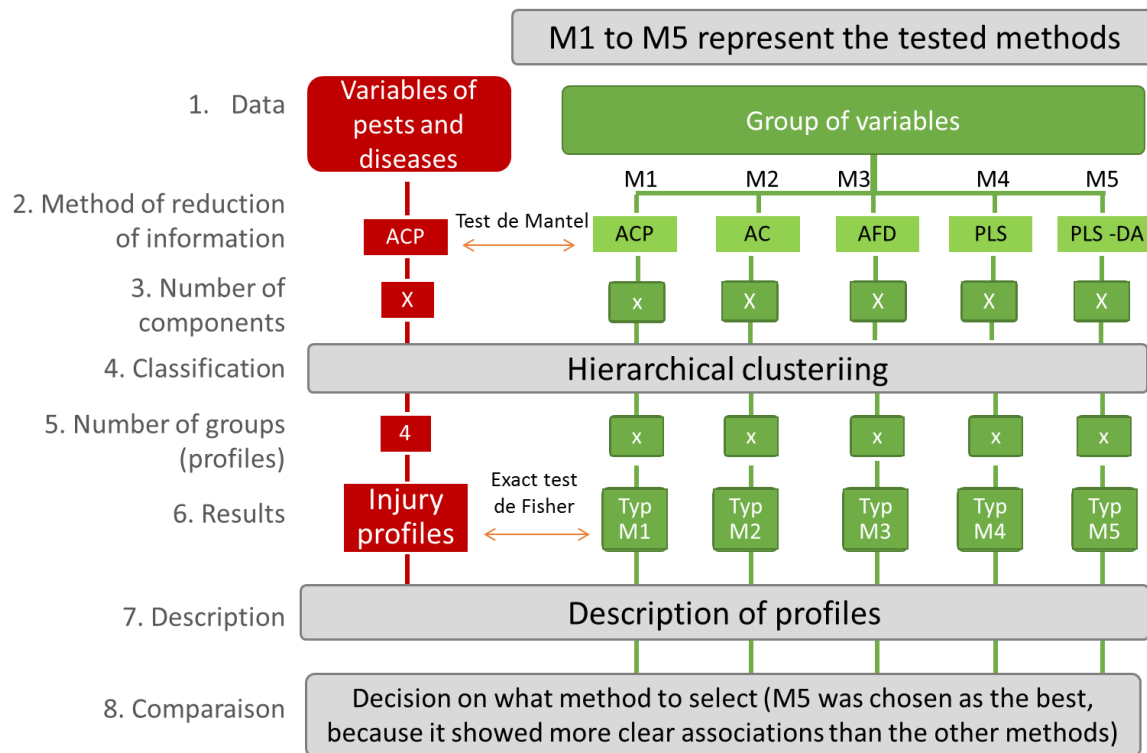 M1 to M5 represent the tested methods
1. Data
Variables of
pests and
diseases
Group of variables
M1 M2 M3 M4 M5
2. Method of reduction
of information
ACP
Test de Mantel
ACP
AC
AFD
PLS
PLS -DA
3. Number of
components
X
x
X
X
X
X
4. Classification
Hierarchical clusteriing
5. Number of groups
(profiles)
4
x
x
x
x
x
6. Results
Injury
profiles
Exact test
de Fisher
Typ
M1
Typ
M2
Typ
M3
Typ
M4
Typ
M5
7. Description
Description of profiles
8. Comparaison
Decision on what method to select (M5 was chosen as the best,
because it showed more clear associations than the other methods)